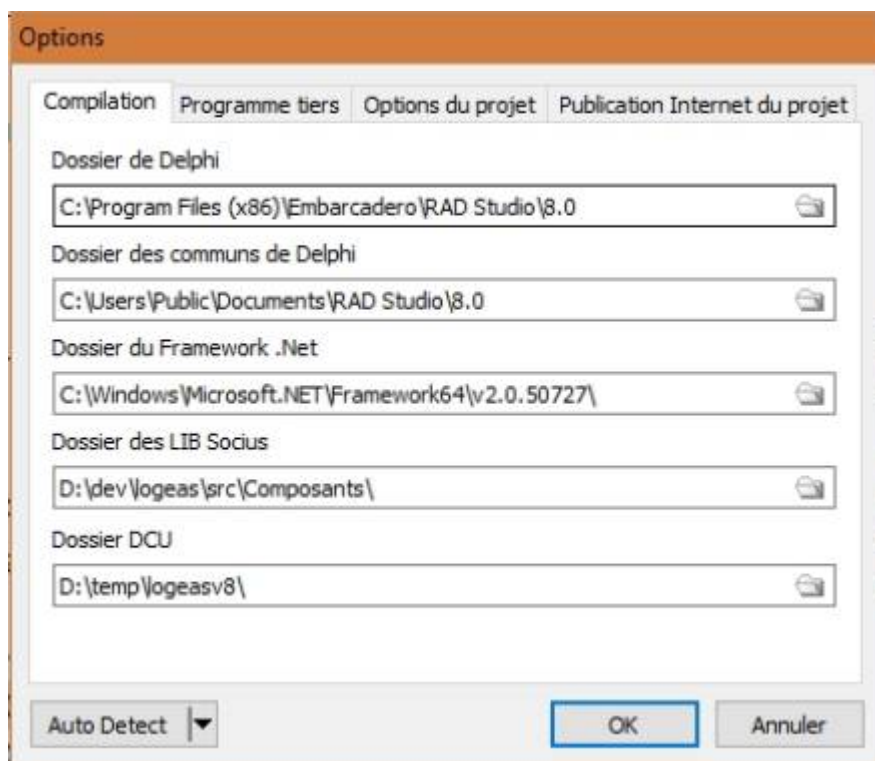 Options
Compilation Programme tiers Options du projet Publication Internet du projet
Dossier de Delphi
C:\Program Files (x86)\Embarcadero\RAD Studio\8.0
Dossier des communs de Delphi
C:\Users\Public\Documents\RAD Studio\8.0
Dossier du Framework .Net
C:\Windows\Microsoft.NET\Framework64\v2.0.50727\
Dossier des LIB Socius
D:\dev\logeas\src\Composants\
Dossier DCU
D:\temp\logeasv8\
Auto Detect OK Annuler